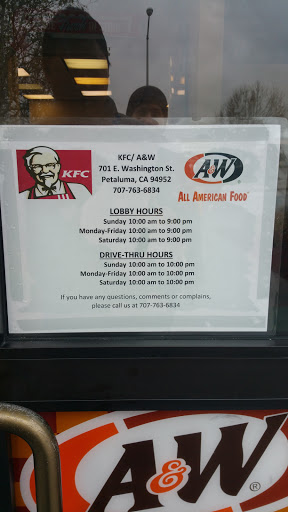 KFC
KFC/ A&W
701 E. Washington St.
Petaluma, CA 94952
707-763-6834
A&W
ALL AMERICAN FOOD
LOBBY HOURS
Sunday 10:00 am to 9:00 pm
Monday-Friday 10:00 am to 9:00 pm
Saturday 10:00 am to 9:00 pm
DRIVE-THRU HOURS
Sunday 10:00 am to 10:00 pm
Monday-Friday 10:00 am to 10:00 pm
Saturday 10:00 am to 10:00 pm
If you have any questions, comments or complains,
please call us at 707-763-6834
A&W®